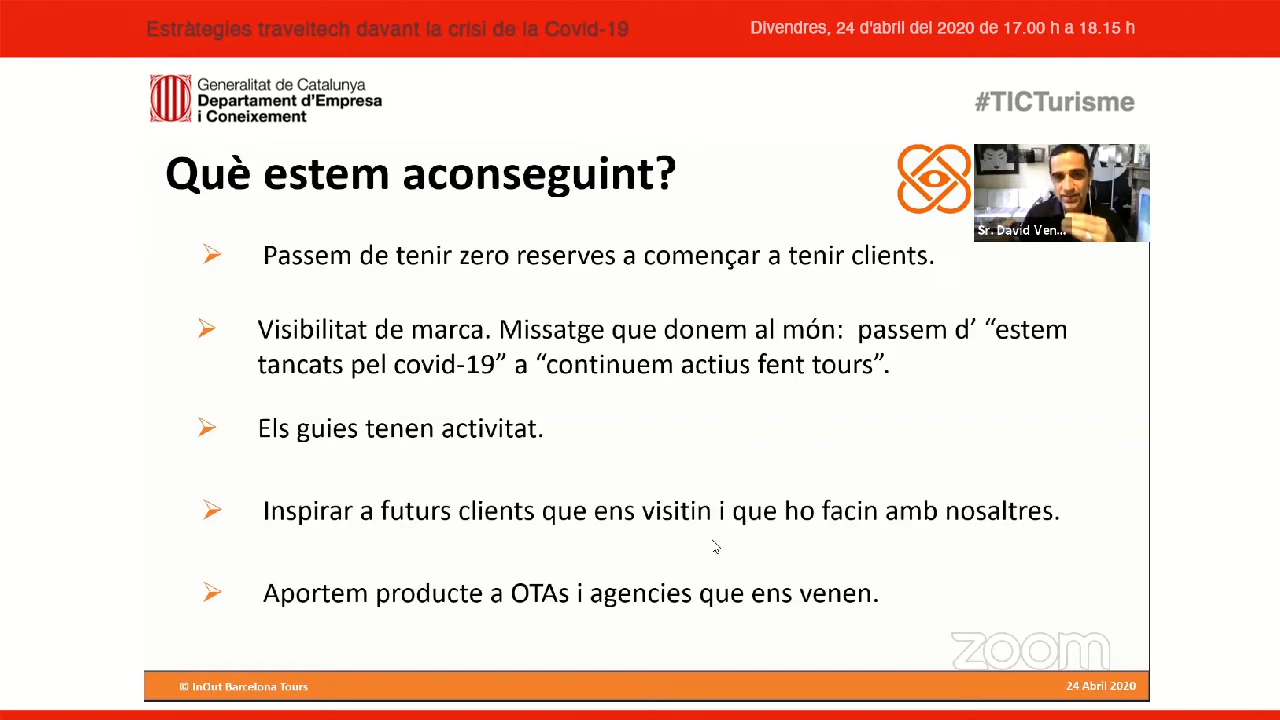 Estràtegies traveltech davant la crisi de la Covid-19
Divendres, 24 d'abril del 2020 de 17.00 h a 18.15 h
Generalitat de Catalunya
Departament d'Empresa
i Coneixement
#TICTurisme
Què estem aconseguint?
Sr. David Ven...
Passem de tenir zero reserves a començar a tenir clients.
Visibilitat de marca. Missatge que donem al món:  passem d' “estem
tancats pel covid-19” a “continuem actius fent tours”.
Els guies tenen activitat.
Inspirar a futurs clients que ens visitin i que ho facin amb nosaltres.
Aportem producte a OTAs i agencies que ens venen.
zoom
© InOut Barcelona Tours
24 Abril 2020